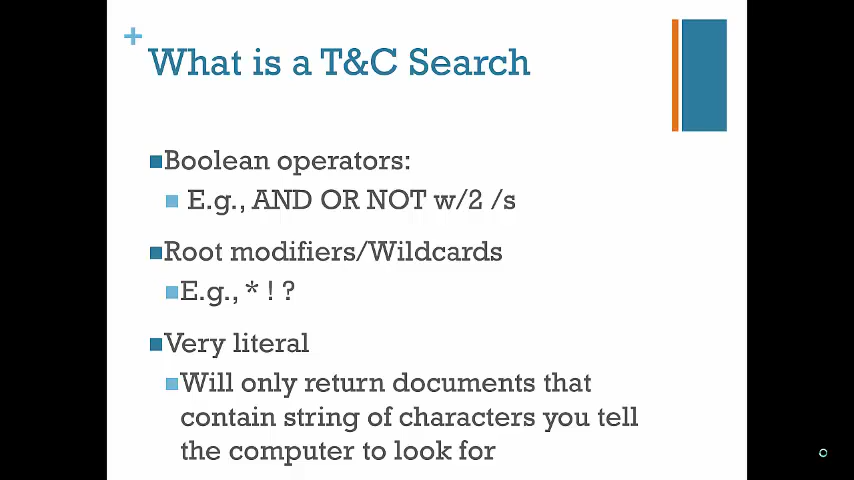 What is a T&C Search
Boolean operators:
E.g., AND OR NOT w/2 /s
Root modifiers/Wildcards
E.g., * ! ?
Very literal
Will only return documents that
contain string of characters you tell
the computer to look for